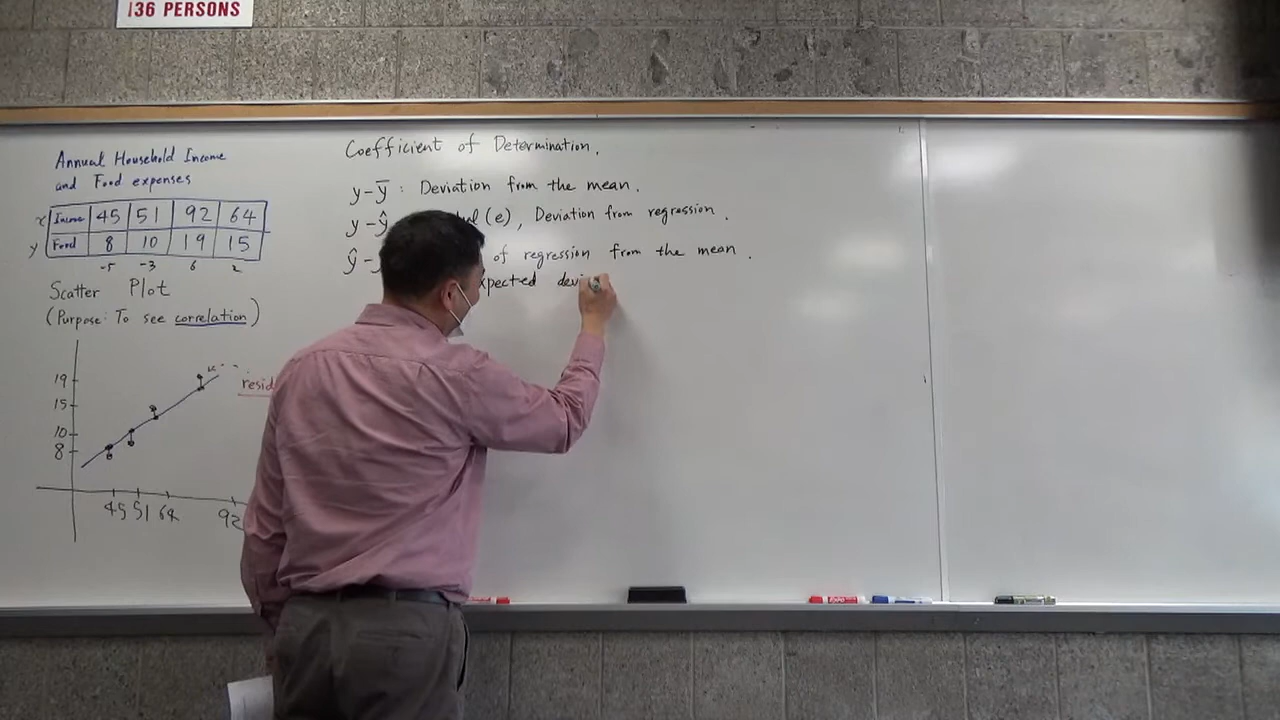 136 PERSONS
Annual Household Income
and Food expenses
x Income 45 51 92 64
y Food 8 10 19 15
-5 -3 6 2
Scatter Plot
(Purpose: To see correlation)
19
15
10
8
45 51 64 92
resid
Coefficient of Determination.
y-ȳ : Deviation from the mean.
y-ŷ (e), Deviation from regression.
ŷ- of regression from the mean.
xpected devi